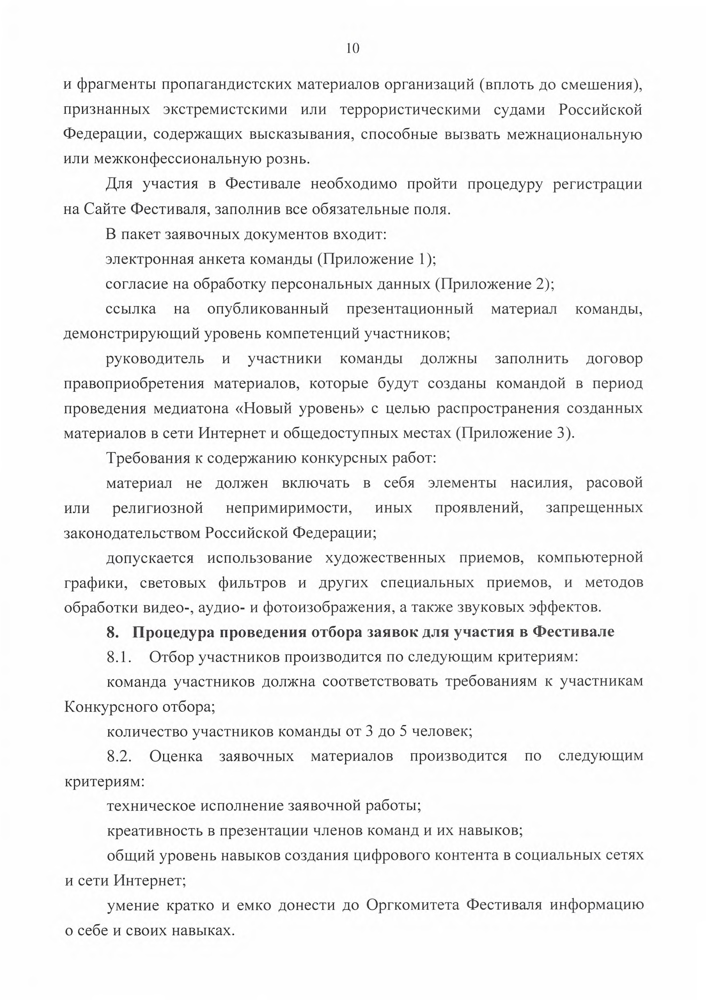 10
и фрагменты пропагандистских материалов организаций (вплоть до смешения),
признанных экстремистскими или террористическими судами Российской
Федерации, содержащих высказывания, способные вызвать межнациональную
или межконфессиональную рознь.
Для участия в Фестивале необходимо пройти процедуру регистрации
на Сайте Фестиваля, заполнив все обязательные поля.
В пакет заявочных документов входит:
электронная анкета команды (Приложение 1);
согласие на обработку персональных данных (Приложение 2);
ссылка на опубликованный презентационный материал команды,
демонстрирующий уровень компетенций участников;
руководитель и участники команды должны заполнить договор
правоприобретения материалов, которые будут созданы командой в период
проведения медиатона «Новый уровень» с целью распространения созданных
материалов в сети Интернет и общедоступных местах (Приложение 3).
Требования к содержанию конкурсных работ:
материал не должен включать в себя элементы насилия, расовой
или религиозной непримиримости, иных проявлений, запрещенных
законодательством Российской Федерации;
допускается использование художественных приемов, компьютерной
графики, световых фильтров и других специальных приемов, и методов
обработки видео-, аудио- и фотоизображения, а также звуковых эффектов.
8. Процедура проведения отбора заявок для участия в Фестивале
8.1. Отбор участников производится по следующим критериям:
команда участников должна соответствовать требованиям к участникам
Конкурсного отбора;
количество участников команды от 3 до 5 человек;
8.2. Оценка заявочных материалов производится по следующим
критериям:
техническое исполнение заявочной работы;
креативность в презентации членов команд и их навыков;
общий уровень навыков создания цифрового контента в социальных сетях
и сети Интернет;
умение кратко и емко донести до Оргкомитета Фестиваля информацию
о себе и своих навыках.